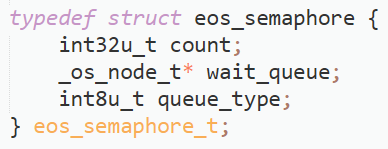 typedef struct eos_semaphore {
    int32u_t count;
    _os_node_t* wait_queue;
    int8u_t queue_type;
} eos_semaphore_t;